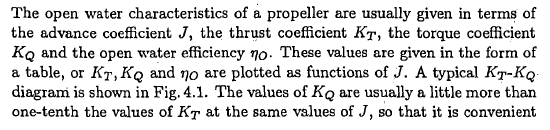 The open water characteristics of a propeller are usually given in terms of
the advance coefficient J, the thrust coefficient K_T, the torque coefficient
K_Q and the open water efficiency η_O. These values are given in the form of
a table, or K_T, K_Q and η_O are plotted as functions of J. A typical K_T-K_Q
diagram is shown in Fig. 4.1. The values of K_Q are usually a little more than
one-tenth the values of K_T at the same values of J, so that it is convenient